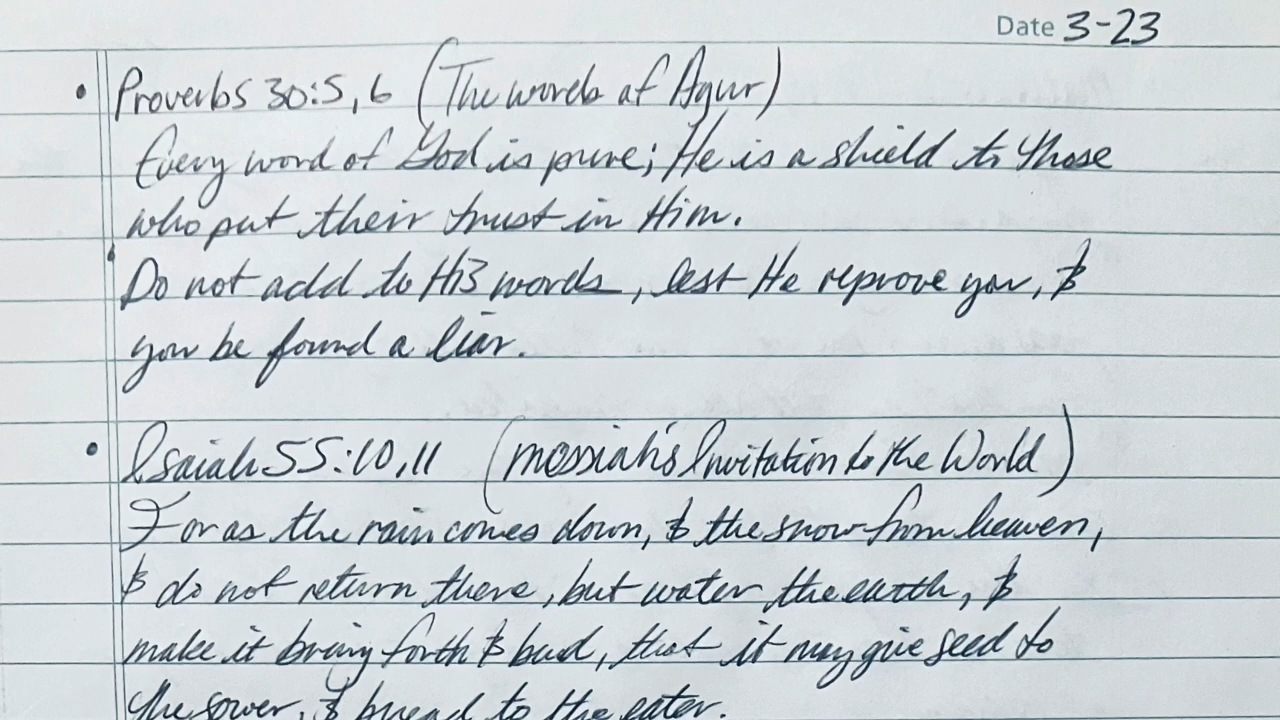 Date 3-23
• Proverbs 30:5,6 (The words of Agur)
Every word of God is pure; He is a shield to those
who put their trust in Him.
Do not add to His words, lest He reprove you, &
you be found a liar.
• Isaiah 55:10,11 (Messiah's Invitation to the World)
For as the rain comes down, & the snow from heaven,
& do not return there, but water the earth, &
make it bring forth & bud, that it may give seed to
the sower, & bread to the eater.